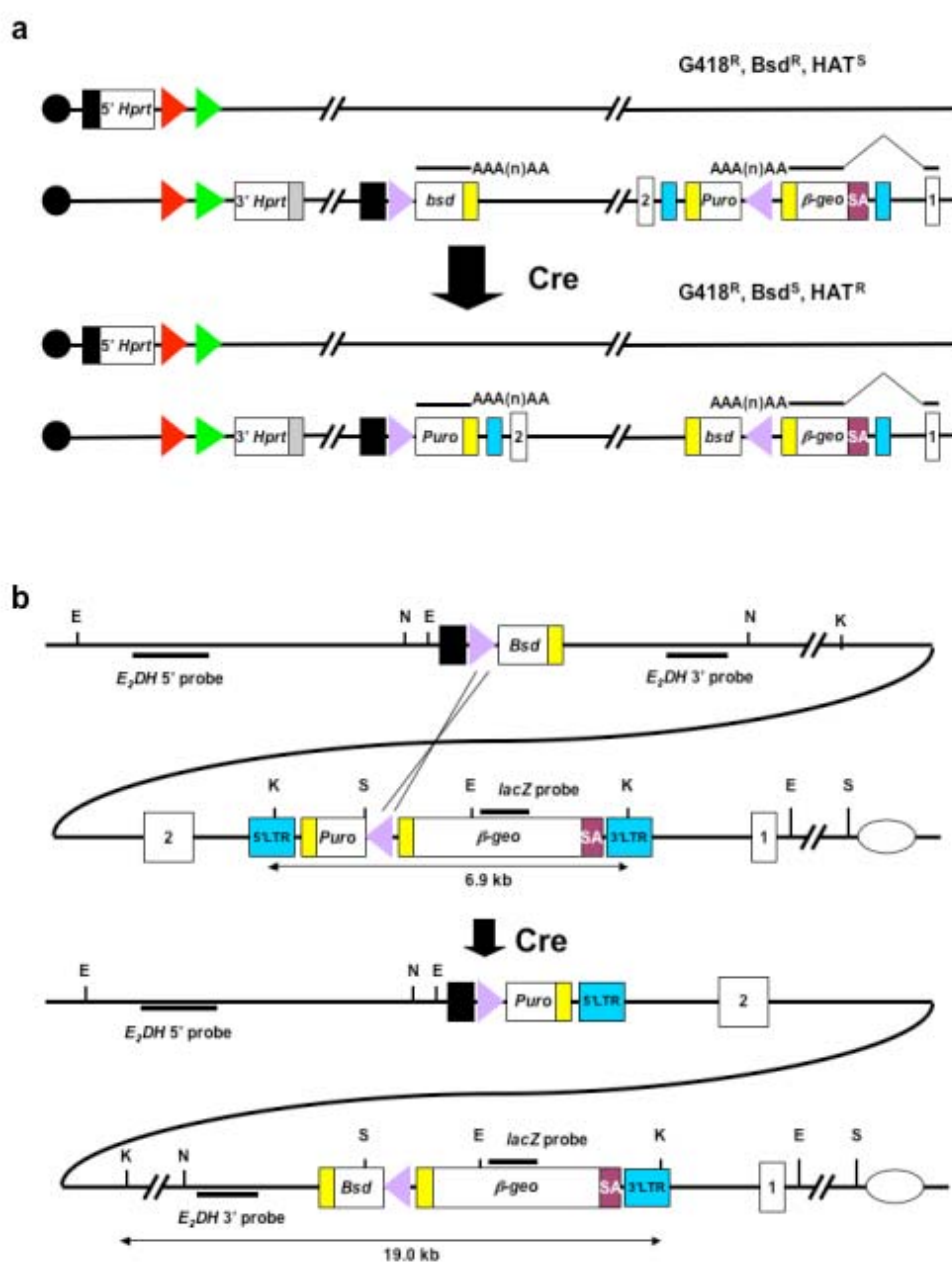 a
G418R, BsdR, HATS
5' Hprt
AAA(n)AA AAA(n)AA
3' Hprt bsd 2 Puro β-geo SA 1
Cre
G418R, BsdS, HATR
5' Hprt
AAA(n)AA AAA(n)AA
3' Hprt Puro 2 bsd β-geo SA 1
b
E N E N K
Bsd
E2DH 5' probe E2DH 3' probe
K S E lacZ probe K E S
2 5'LTR Puro β-geo SA 3'LTR 1
6.9 kb
Cre
E N E
Puro 5'LTR 2
E2DH 5' probe
K N S E lacZ probe K E S
Bsd β-geo SA 3'LTR 1
E2DH 3' probe
19.0 kb